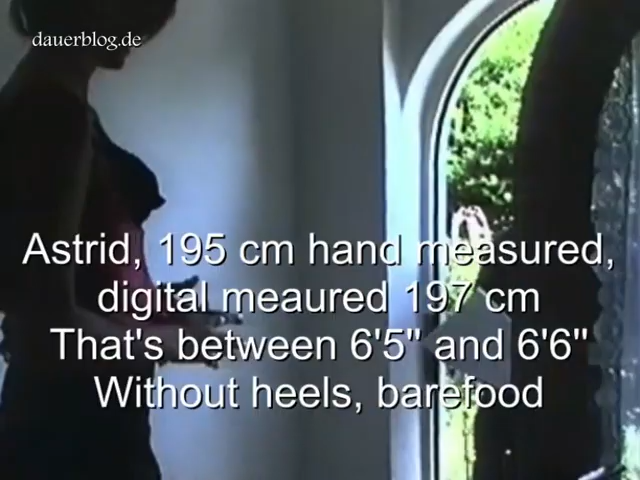 dauerblog.de
Astrid, 195 cm hand measured,
digital meaured 197 cm
That's between 6'5" and 6'6"
Without heels, barefood